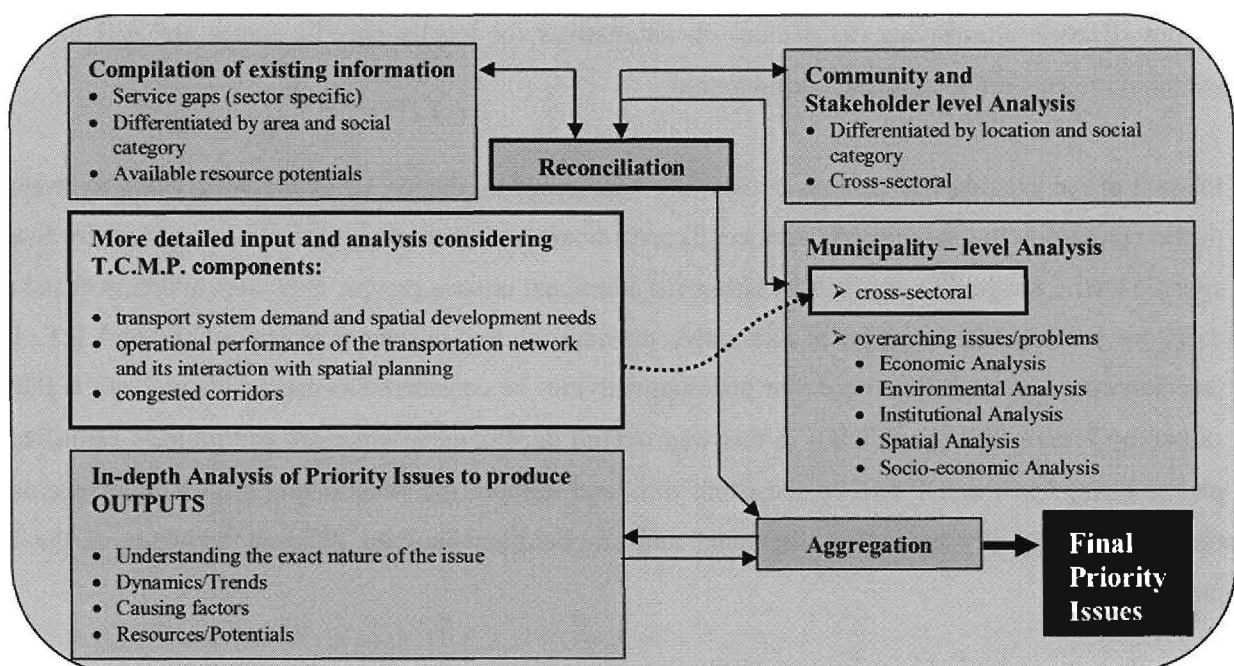 Compilation of existing information
• Service gaps (sector specific)
• Differentiated by area and social
category
• Available resource potentials
Reconciliation
Community and
Stakeholder level Analysis
• Differentiated by location and social
category
• Cross-sectoral
More detailed input and analysis considering
T.C.M.P. components:
• transport system demand and spatial development needs
• operational performance of the transportation network
and its interaction with spatial planning
• congested corridors
Municipality – level Analysis
➢ cross-sectoral
➢ overarching issues/problems
• Economic Analysis
• Environmental Analysis
• Institutional Analysis
• Spatial Analysis
• Socio-economic Analysis
In-depth Analysis of Priority Issues to produce
OUTPUTS
• Understanding the exact nature of the issue
• Dynamics/Trends
• Causing factors
• Resources/Potentials
Aggregation
Final
Priority
Issues